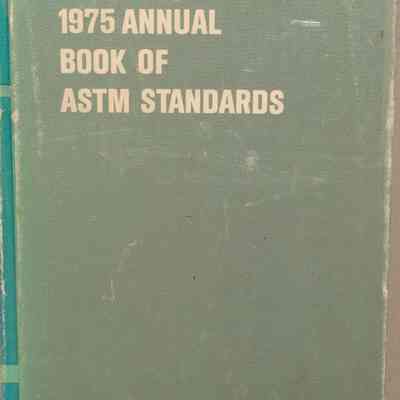 1975 ANNUAL
BOOK OF
ASTM STANDARDS